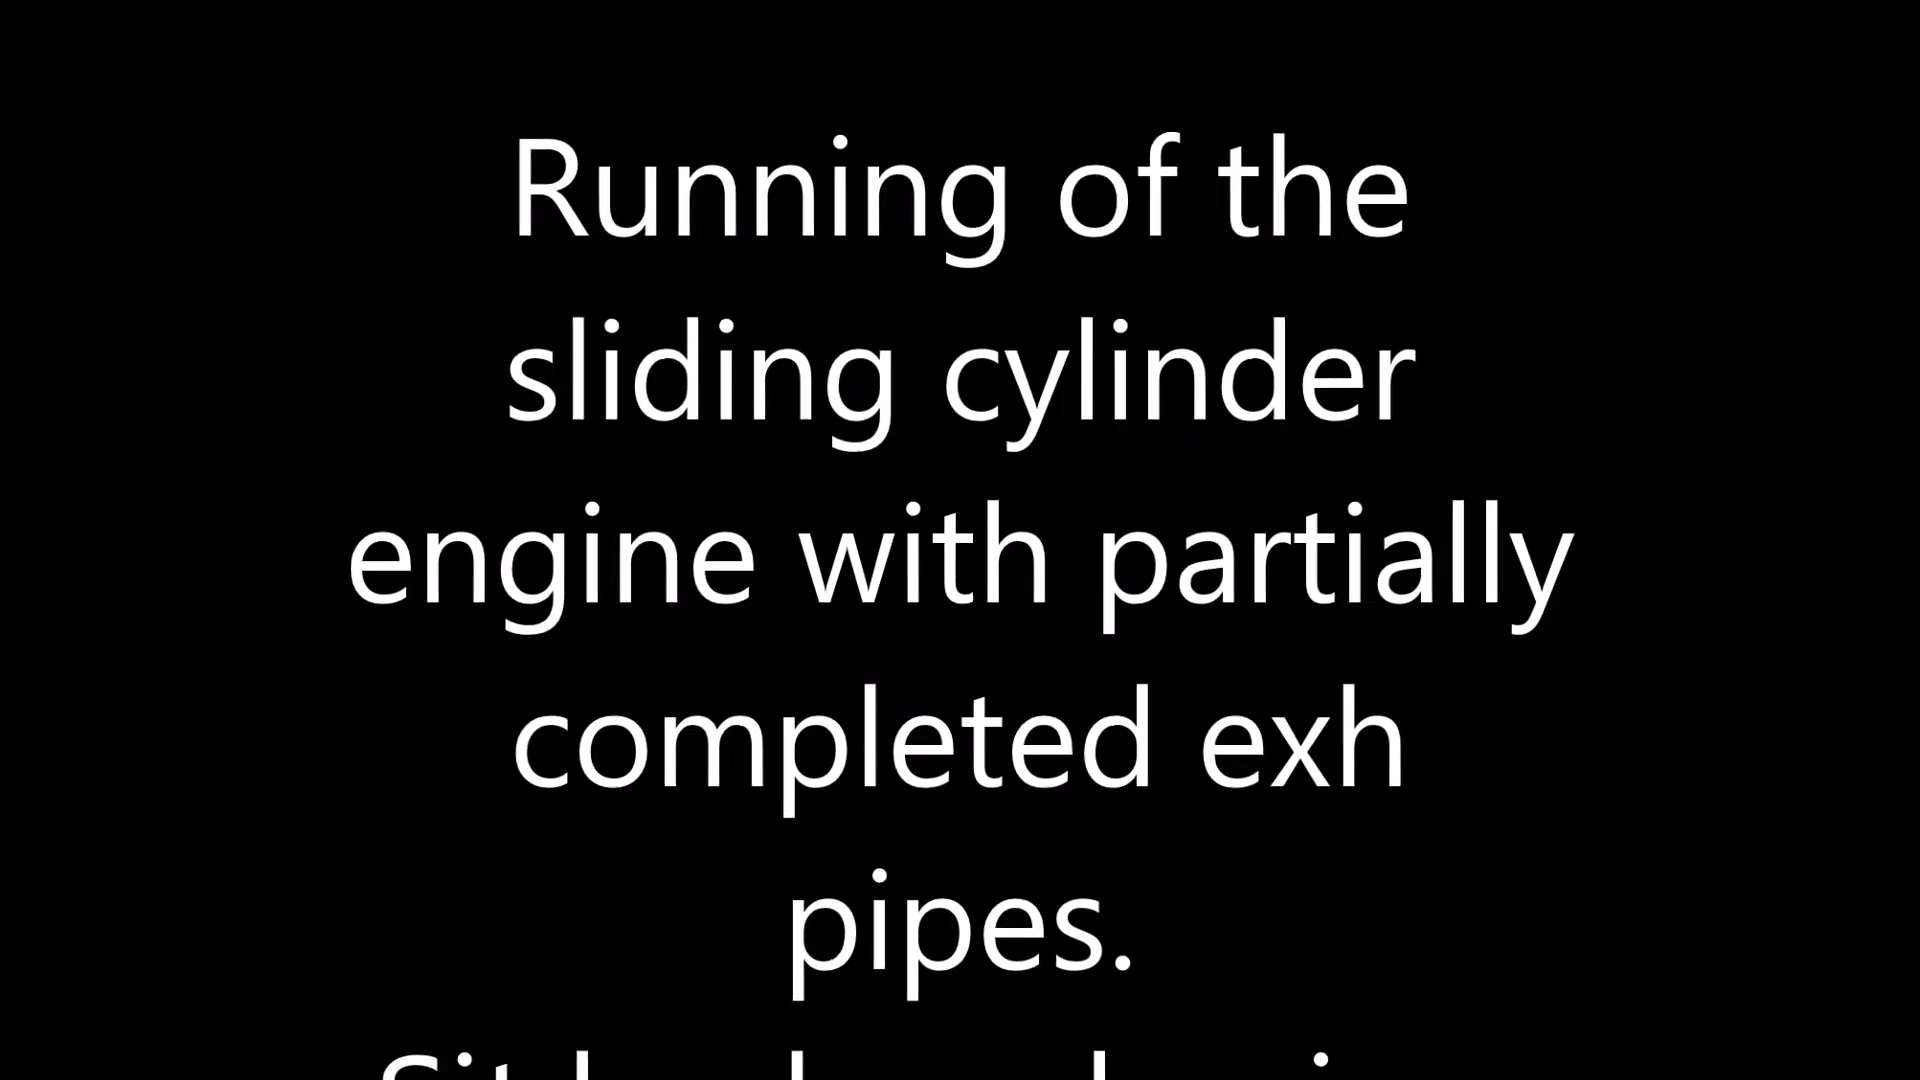 Running of the
sliding cylinder
engine with partially
completed exh
pipes.